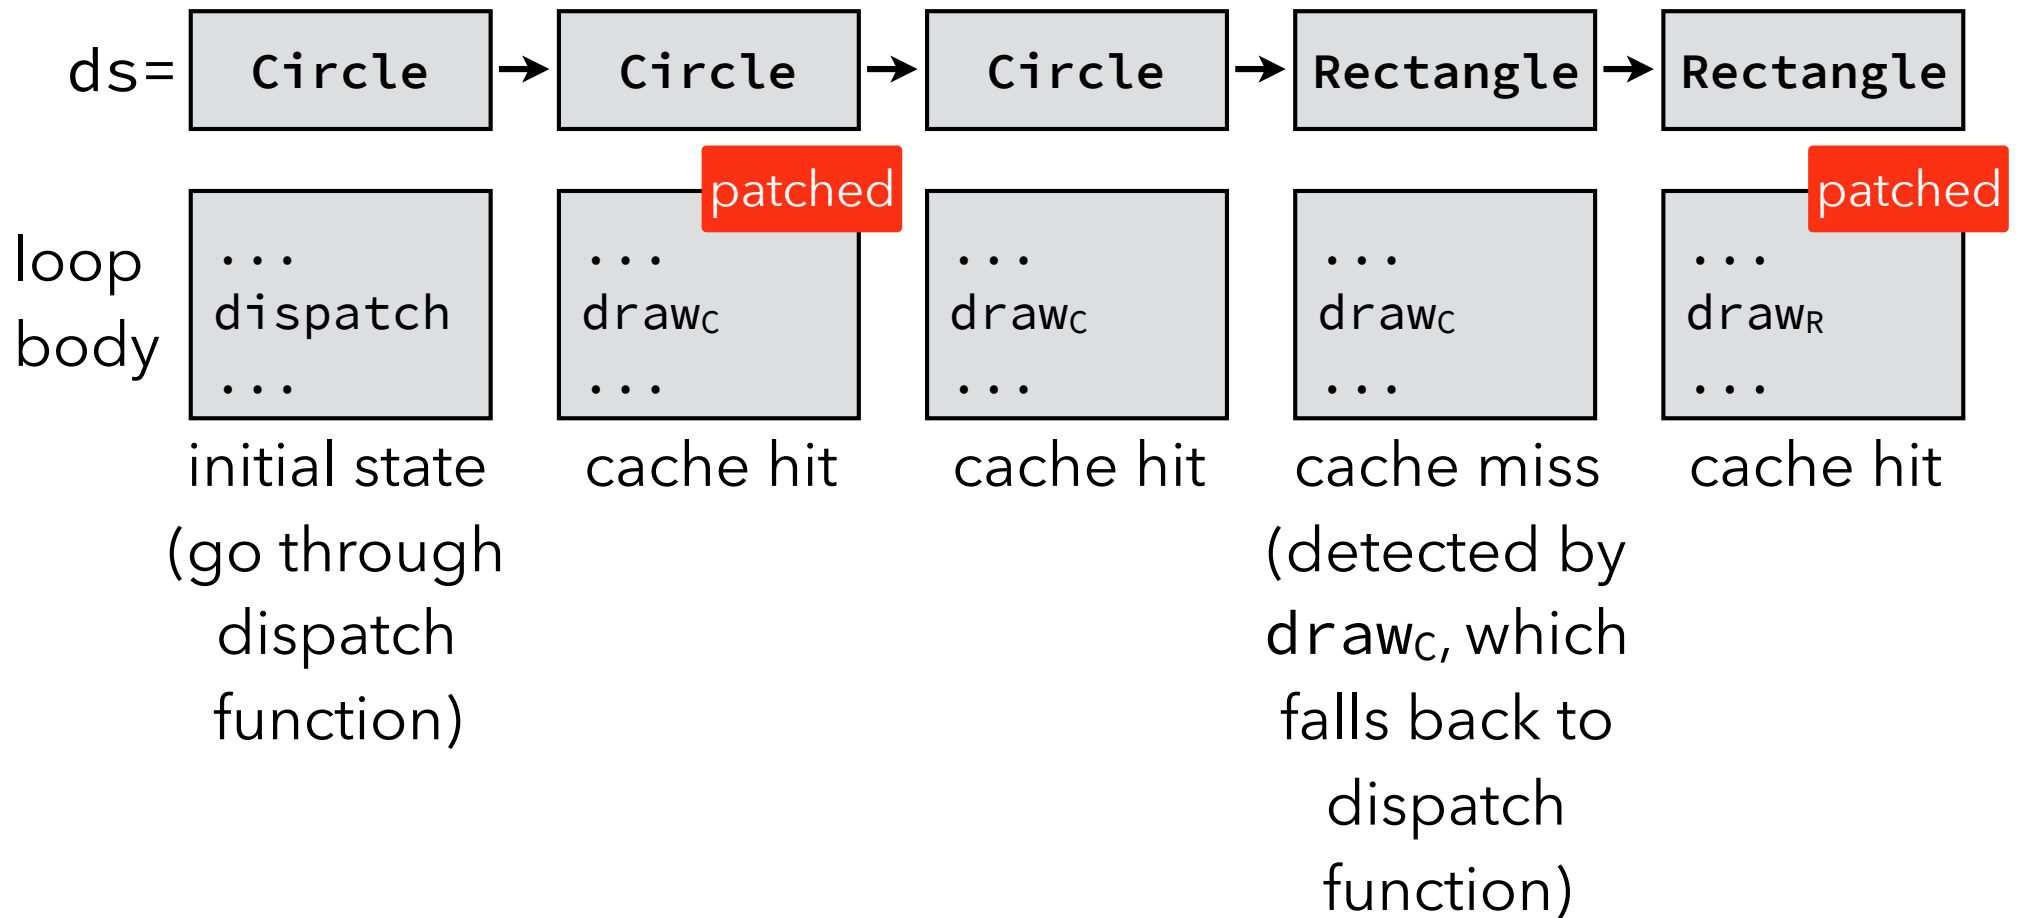 ds= Circle Circle Circle Rectangle Rectangle
patched patched
loop body
...
dispatch
...
...
drawC
...
...
drawC
...
...
drawC
...
...
drawR
...
initial state
(go through
dispatch
function)
cache hit
cache hit
cache miss
(detected by
drawC, which
falls back to
dispatch
function)
cache hit